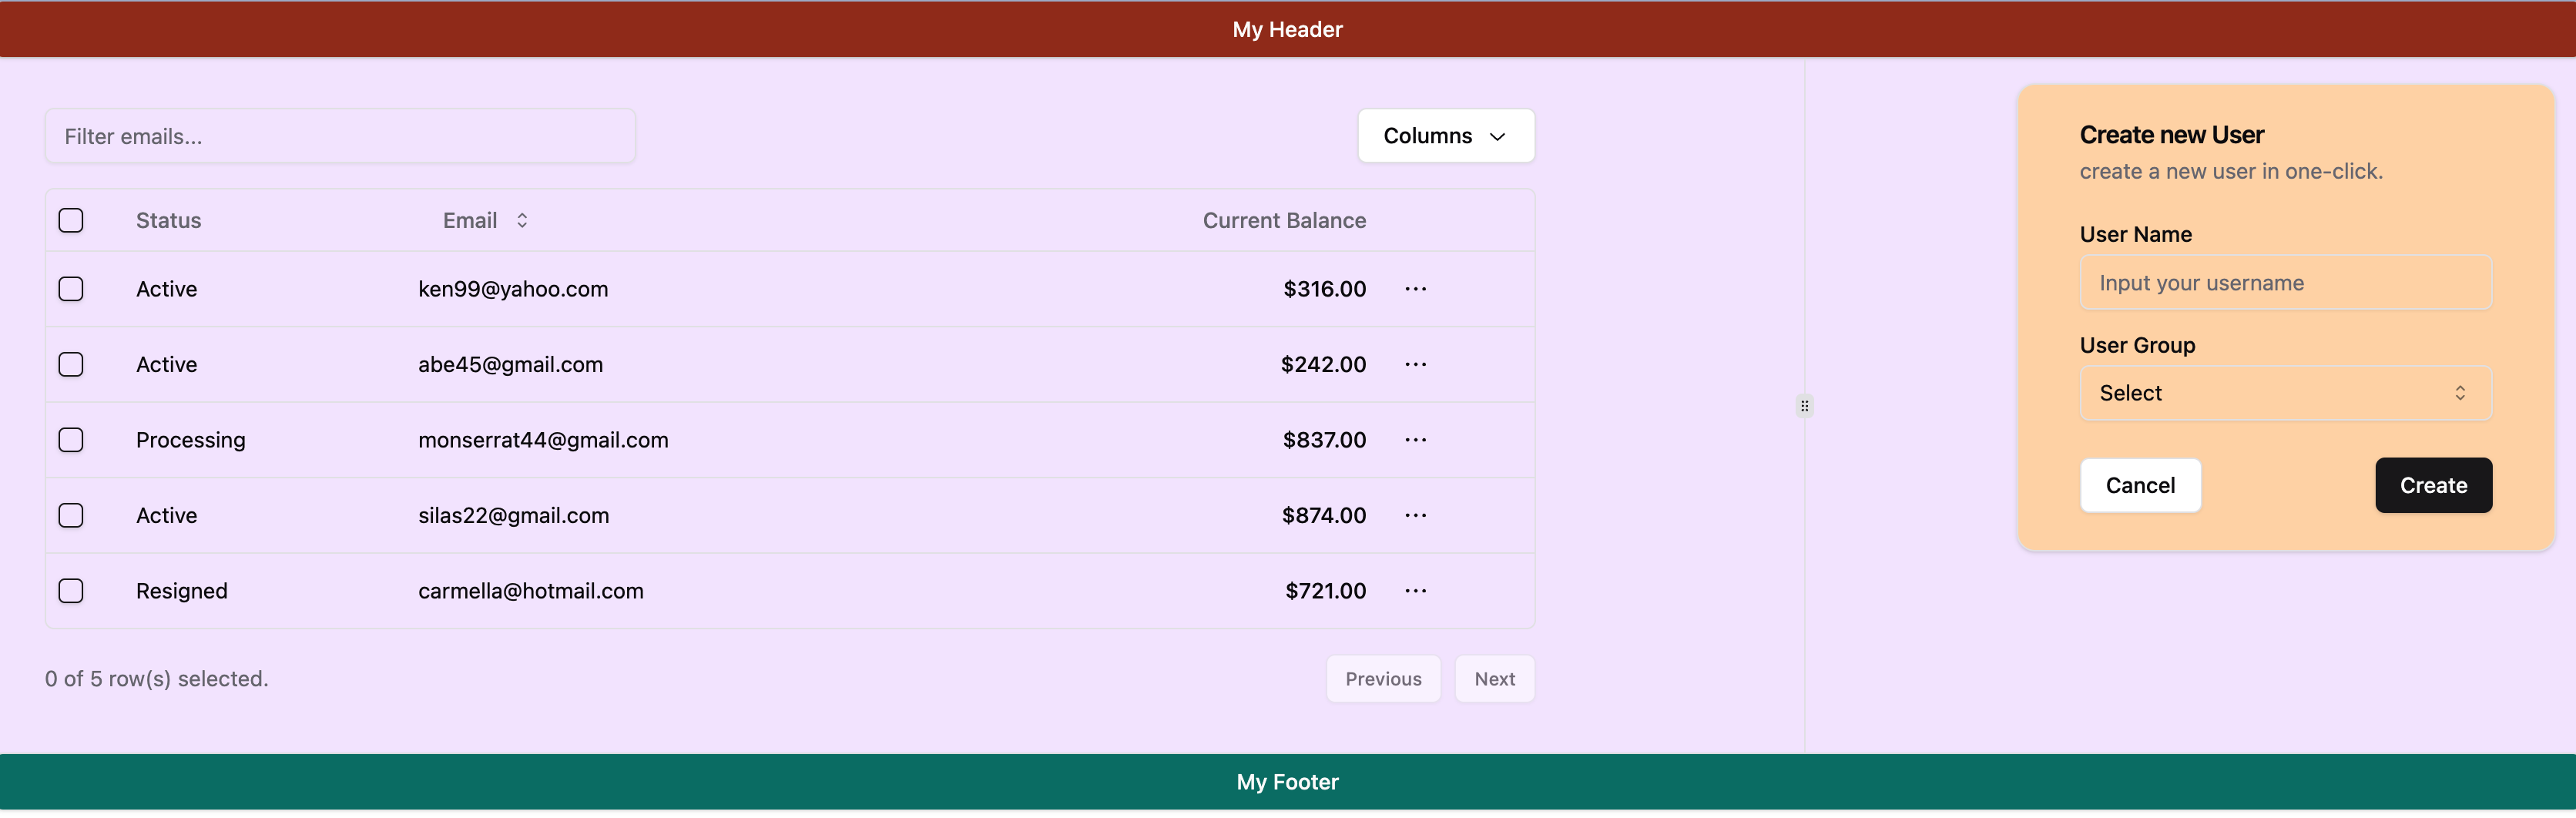 My Header
Filter emails...
Columns
Status Email Current Balance
Active ken99@yahoo.com $316.00 ...
Active abe45@gmail.com $242.00 ...
Processing monserrat44@gmail.com $837.00 ...
Active silas22@gmail.com $874.00 ...
Resigned carmella@hotmail.com $721.00 ...
0 of 5 row(s) selected.
Previous Next
Create new User
create a new user in one-click.
User Name
Input your username
User Group
Select
Cancel Create
My Footer